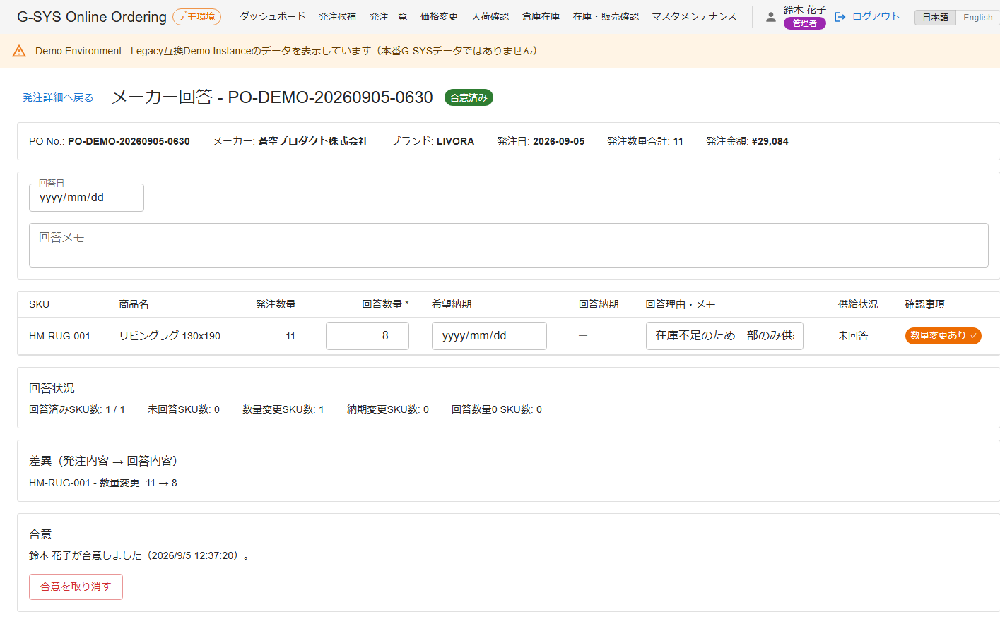 G-SYS Online Ordering デモ環境 ダッシュボード 発注候補 発注一覧 価格変更 入荷確認 倉庫在庫 在庫・販売確認 マスタメンテナンス 鈴木 花子 管理者 ログアウト 日本語 English
Demo Environment - Legacy互換Demo Instanceのデータを表示しています（本番G-SYSデータではありません）
発注詳細へ戻る メーカー回答 - PO-DEMO-20260905-0630 合意済み
PO No.: PO-DEMO-20260905-0630 メーカー: 蒼空プロダクト株式会社 ブランド: LIVORA 発注日: 2026-09-05 発注数量合計: 11 発注金額: ¥29,084
回答日
yyyy/mm/dd
回答メモ
SKU 商品名 発注数量 回答数量 * 希望納期 回答納期 回答理由・メモ 供給状況 確認事項
HM-RUG-001 リビングラグ 130x190 11 8 yyyy/mm/dd — 在庫不足のため一部のみ供 未回答 数量変更あり ✓
回答状況
回答済みSKU数: 1 / 1 未回答SKU数: 0 数量変更SKU数: 1 納期変更SKU数: 0 回答数量0 SKU数: 0
差異（発注内容 → 回答内容）
HM-RUG-001 - 数量変更: 11 → 8
合意
鈴木 花子が合意しました（2026/9/5 12:37:20）。
合意を取り消す